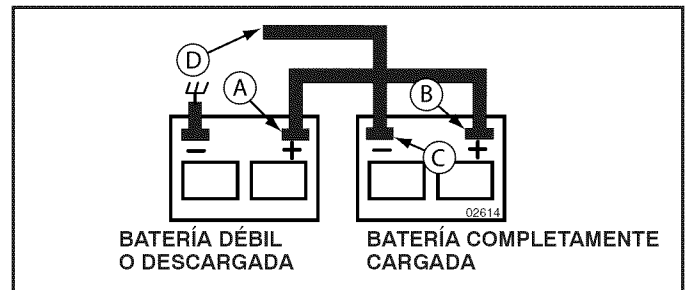 D
A
B
C
− + − +
02614
BATERÍA DÉBIL
O DESCARGADA
BATERÍA COMPLETAMENTE
CARGADA